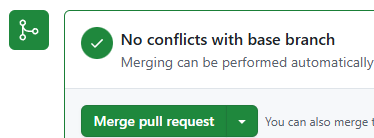 No conflicts with base branch
Merging can be performed automatically
Merge pull request
You can also merge